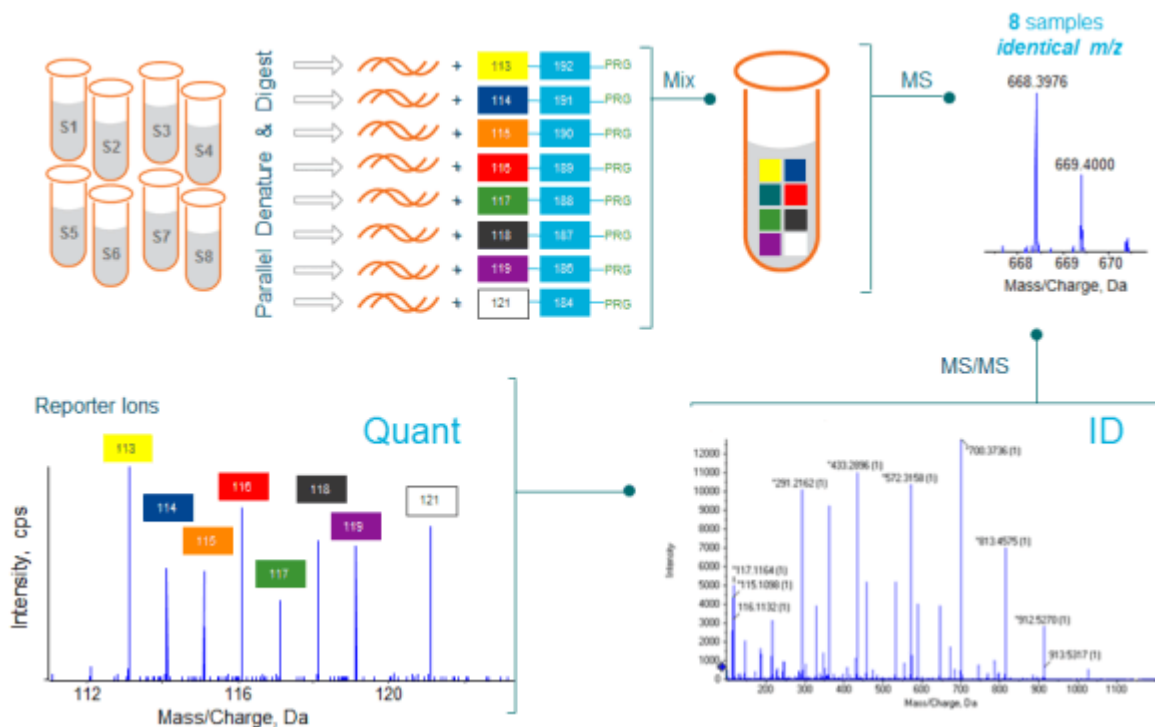 8 samples
identical m/z
S1
S2
S3
S4
S5
S6
S7
S8
Parallel Denature & Digest
+ 113 192 PRG
+ 114 191 PRG
+ 115 190 PRG
+ 116 189 PRG
+ 117 188 PRG
+ 118 187 PRG
+ 119 186 PRG
+ 121 184 PRG
Mix
MS
668.3976
669.4000
668 669 670
Mass/Charge, Da
MS/MS
Reporter Ions
Quant
113
114
115
116
117
118
119
121
Intensity, cps
112 116 120
Mass/Charge, Da
ID
12000
11000
10000
9000
8000
7000
6000
5000
4000
3000
2000
1000
0
Intensity
*117.1164 (1)
*115.1098 (1)
116.1132 (1)
*291.2162 (1)
*433.2896 (1)
*572.3158 (1)
*700.3736 (1)
*813.4575 (1)
*912.5270 (1)
913.5317 (1)
200 300 400 500 600 700 800 900 1000 1100
Mass/Charge, Da